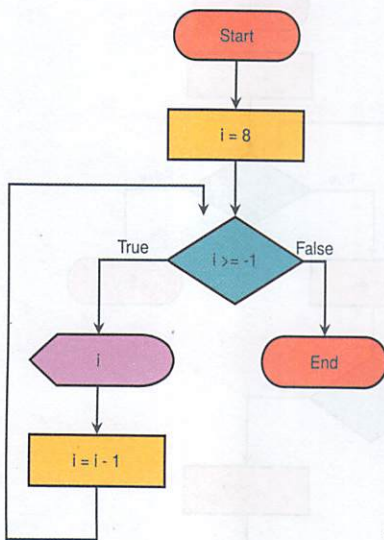 Start
i = 8
i >= -1
True
False
i
End
i = i - 1